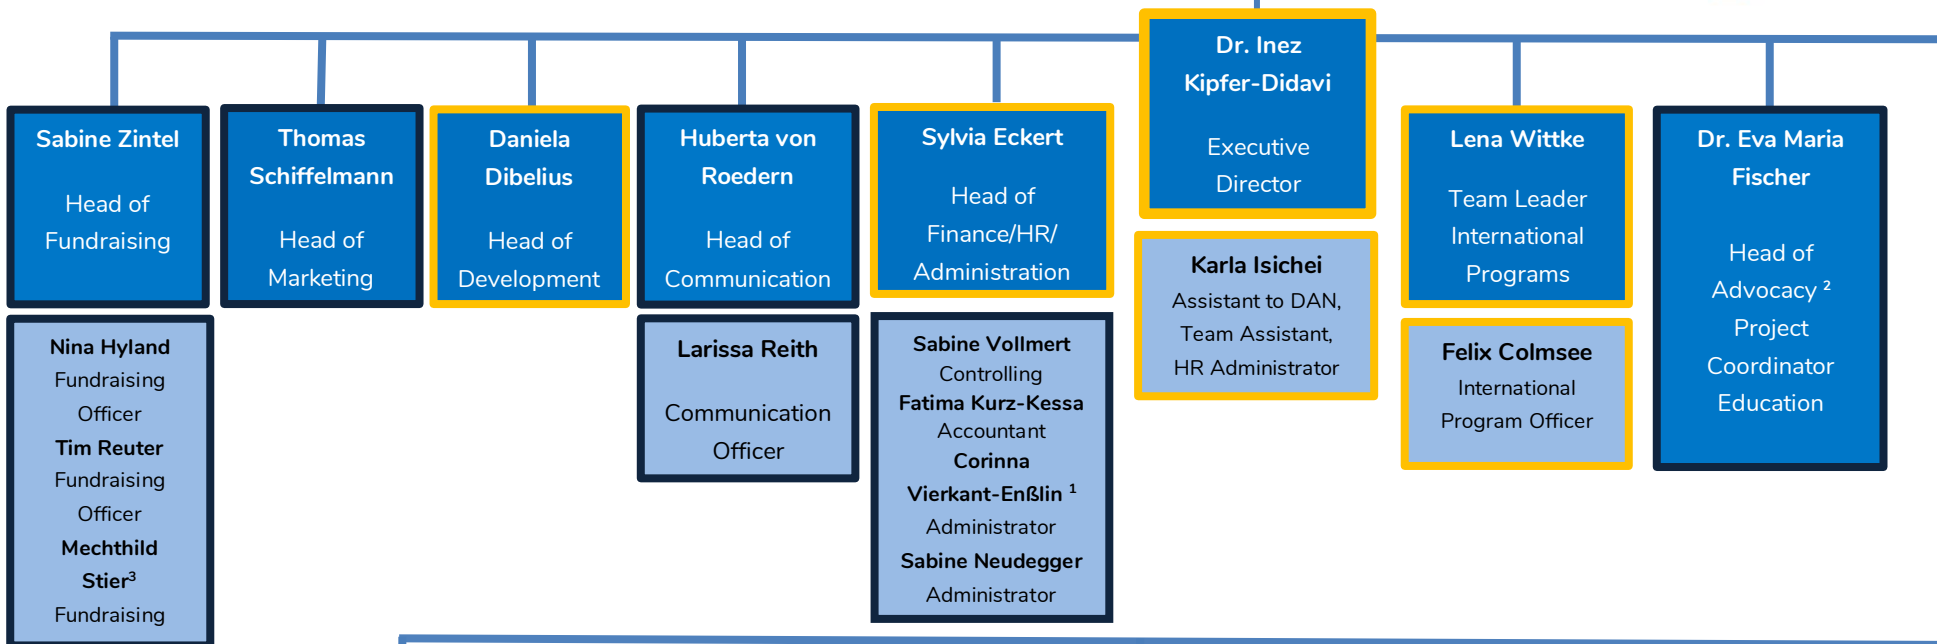 Dr. Inez
Kipfer-Didavi
Executive
Director
Sabine Zintel
Head of
Fundraising
Thomas
Schiffelmann
Head of
Marketing
Daniela
Dibelius
Head of
Development
Huberta von
Roedern
Head of
Communication
Sylvia Eckert
Head of
Finance/HR/
Administration
Lena Wittke
Team Leader
International
Programs
Dr. Eva Maria
Fischer
Head of
Advocacy ²
Project
Coordinator
Education
Nina Hyland
Fundraising
Officer
Tim Reuter
Fundraising
Officer
Mechthild
Stier³
Fundraising
Larissa Reith
Communication
Officer
Sabine Vollmert
Controlling
Fatima Kurz-Kessa
Accountant
Corinna
Vierkant-Enßlin ¹
Administrator
Sabine Neudegger
Administrator
Karla Isichei
Assistant to DAN,
Team Assistant,
HR Administrator
Felix Colmsee
International
Program Officer